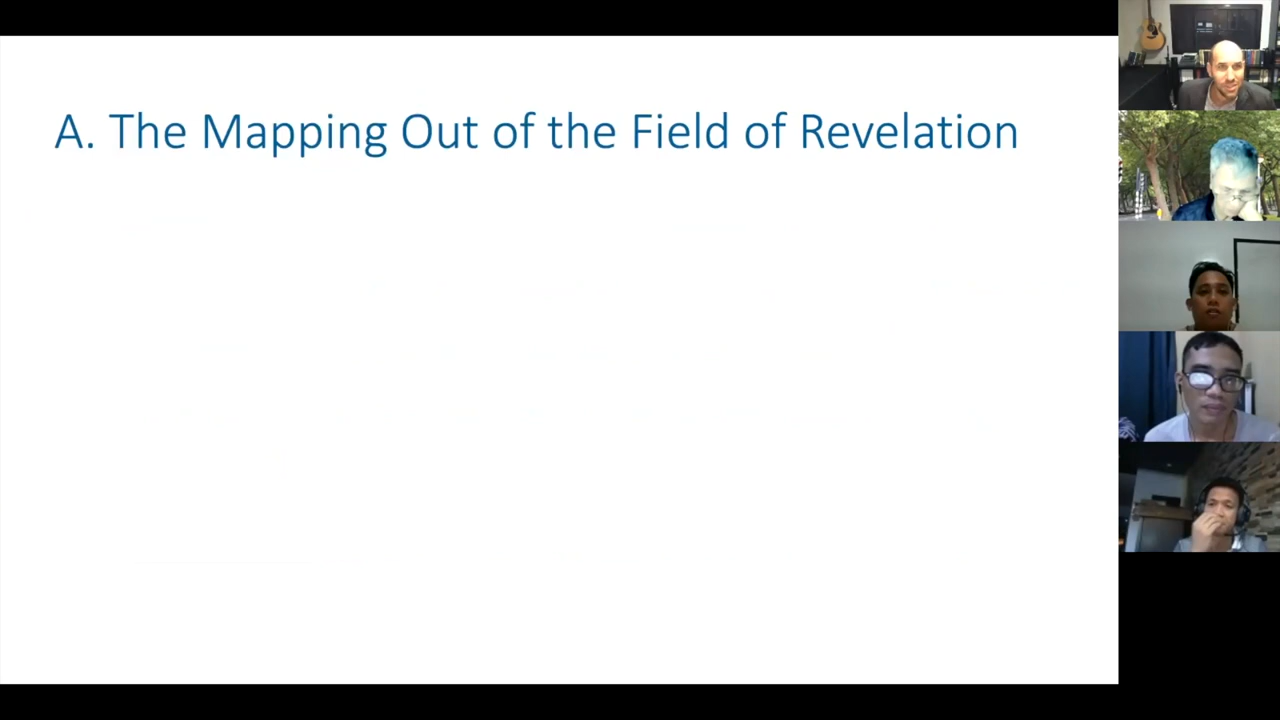 A. The Mapping Out of the Field of Revelation